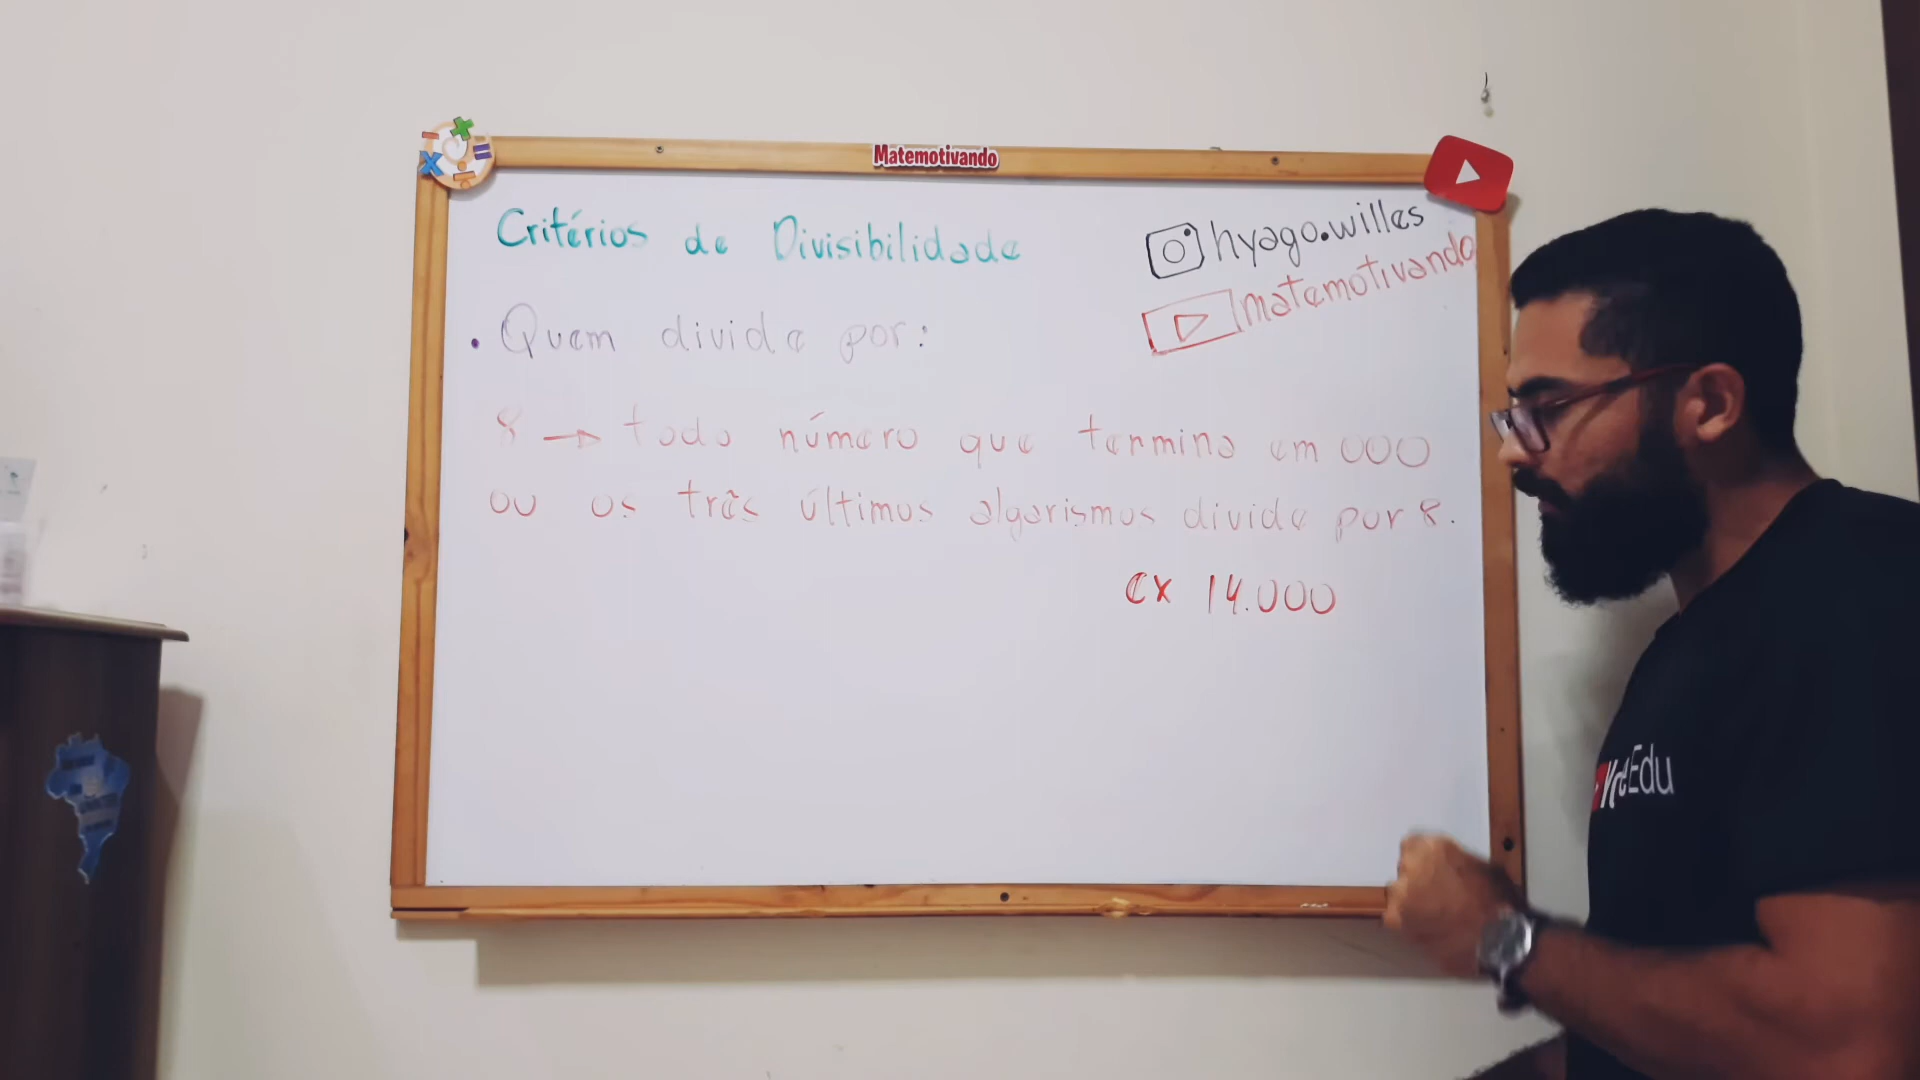 Matemotivando
Critérios de Divisibilidade
hyago.willes
matemotivando
. Quem divide por:
8 → todo número que termina em 000
ou os três últimos algarismos divide por 8.
Ex 14.000
Edu